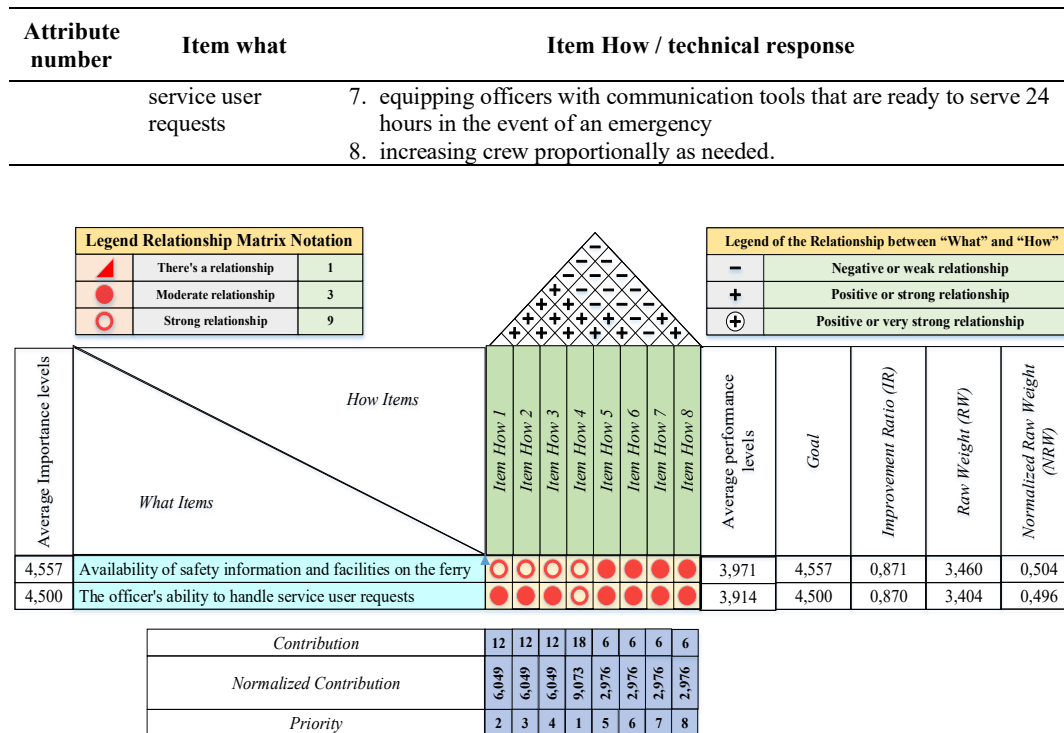 Attribute number Item what Item How / technical response
service user requests
7. equipping officers with communication tools that are ready to serve 24
hours in the event of an emergency
8. increasing crew proportionally as needed.
Legend Relationship Matrix Notation
There's a relationship 1
Moderate relationship 3
Strong relationship 9
Legend of the Relationship between “What” and “How”
− Negative or weak relationship
+ Positive or strong relationship
⊕ Positive or very strong relationship
Average Importance levels
How Items
What Items
Item How 1
Item How 2
Item How 3
Item How 4
Item How 5
Item How 6
Item How 7
Item How 8
Average performance levels
Goal
Improvement Ratio (IR)
Raw Weight (RW)
Normalized Raw Weight (NRW)
4,557 Availability of safety information and facilities on the ferry 3,971 4,557 0,871 3,460 0,504
4,500 The officer's ability to handle service user requests 3,914 4,500 0,870 3,404 0,496
Contribution 12 12 12 18 6 6 6 6
Normalized Contribution 6,049 6,049 6,049 9,073 2,976 2,976 2,976 2,976
Priority 2 3 4 1 5 6 7 8